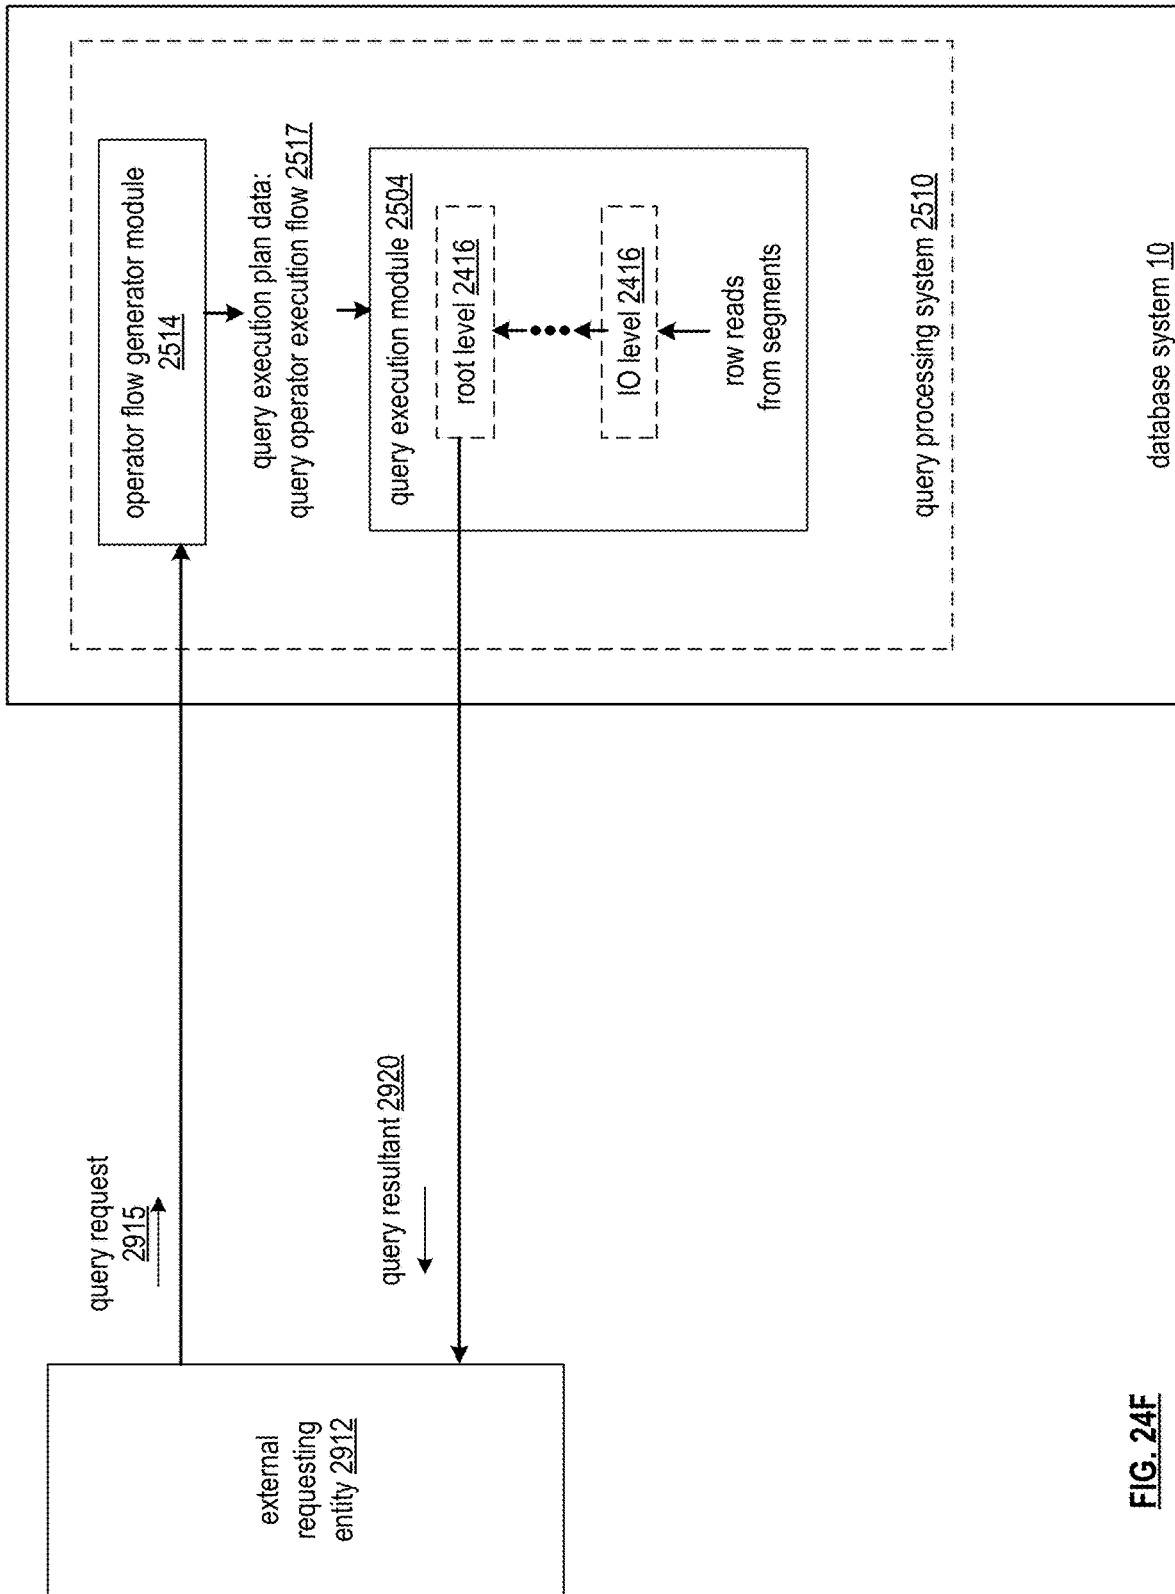 external
requesting
entity 2912
query request
2915
query resultant 2920
operator flow generator module
2514
query execution plan data:
query operator execution flow 2517
query execution module 2504
root level 2416
IO level 2416
row reads
from segments
query processing system 2510
database system 10
FIG. 24F